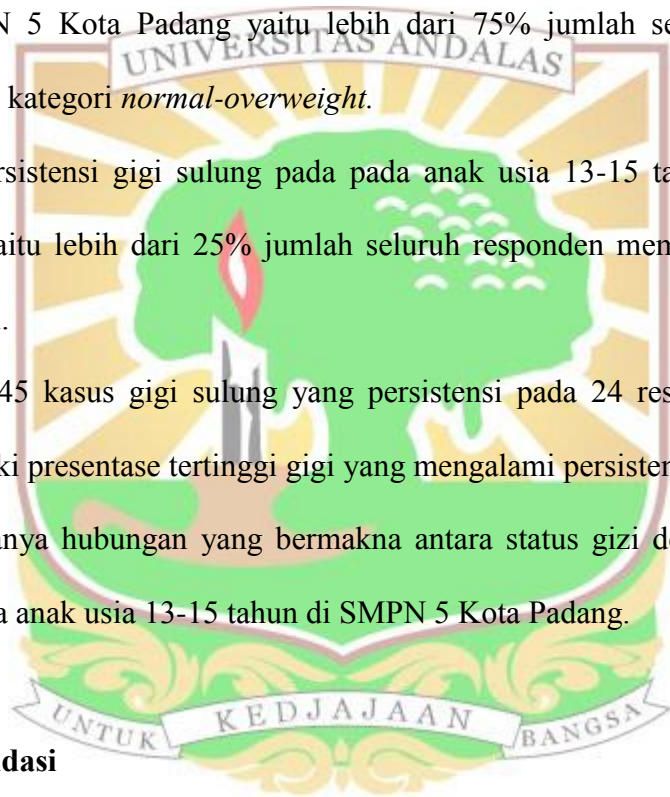 N 5 Kota Padang yaitu lebih dari 75% jumlah se
UNIVERSITAS ANDALAS
kategori normal-overweight.
rsistensi gigi sulung pada pada anak usia 13-15 ta
aitu lebih dari 25% jumlah seluruh responden men
.
45 kasus gigi sulung yang persistensi pada 24 res
ki presentase tertinggi gigi yang mengalami persisten
anya hubungan yang bermakna antara status gizi de
a anak usia 13-15 tahun di SMPN 5 Kota Padang.
UNTUK KEDJAJAAN BANGSA
dasi